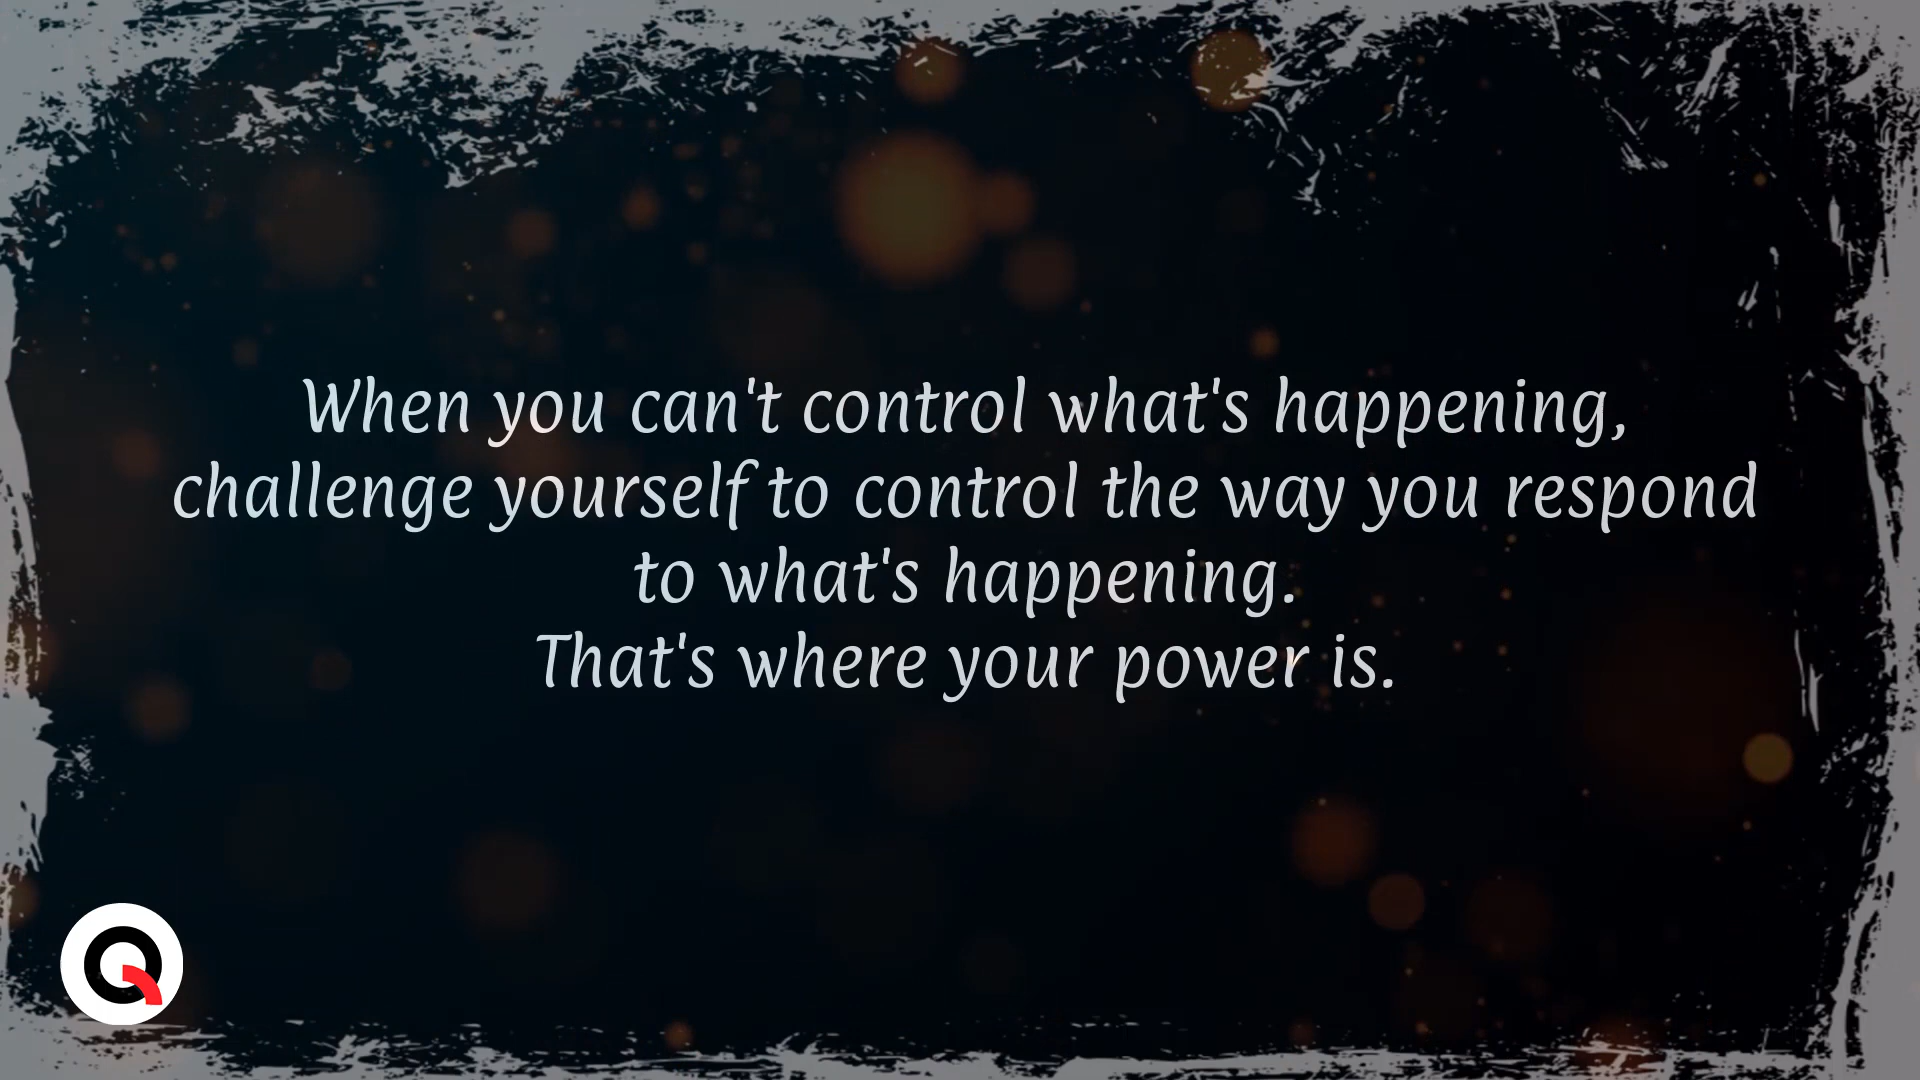 When you can't control what's happening,
challenge yourself to control the way you respond
to what's happening.
That's where your power is.
Q